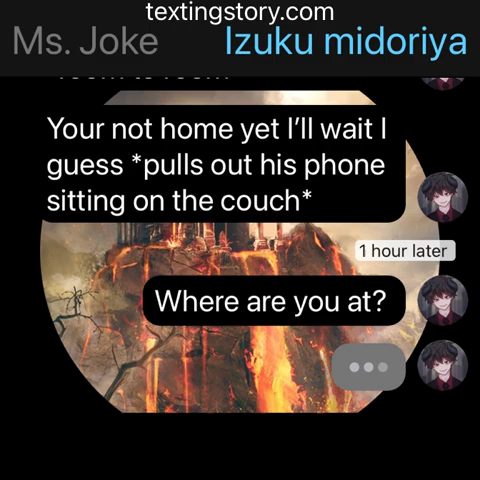 textingstory.com
Ms. Joke Izuku midoriya
Your not home yet I’ll wait I
guess *pulls out his phone
sitting on the couch*
1 hour later
Where are you at?